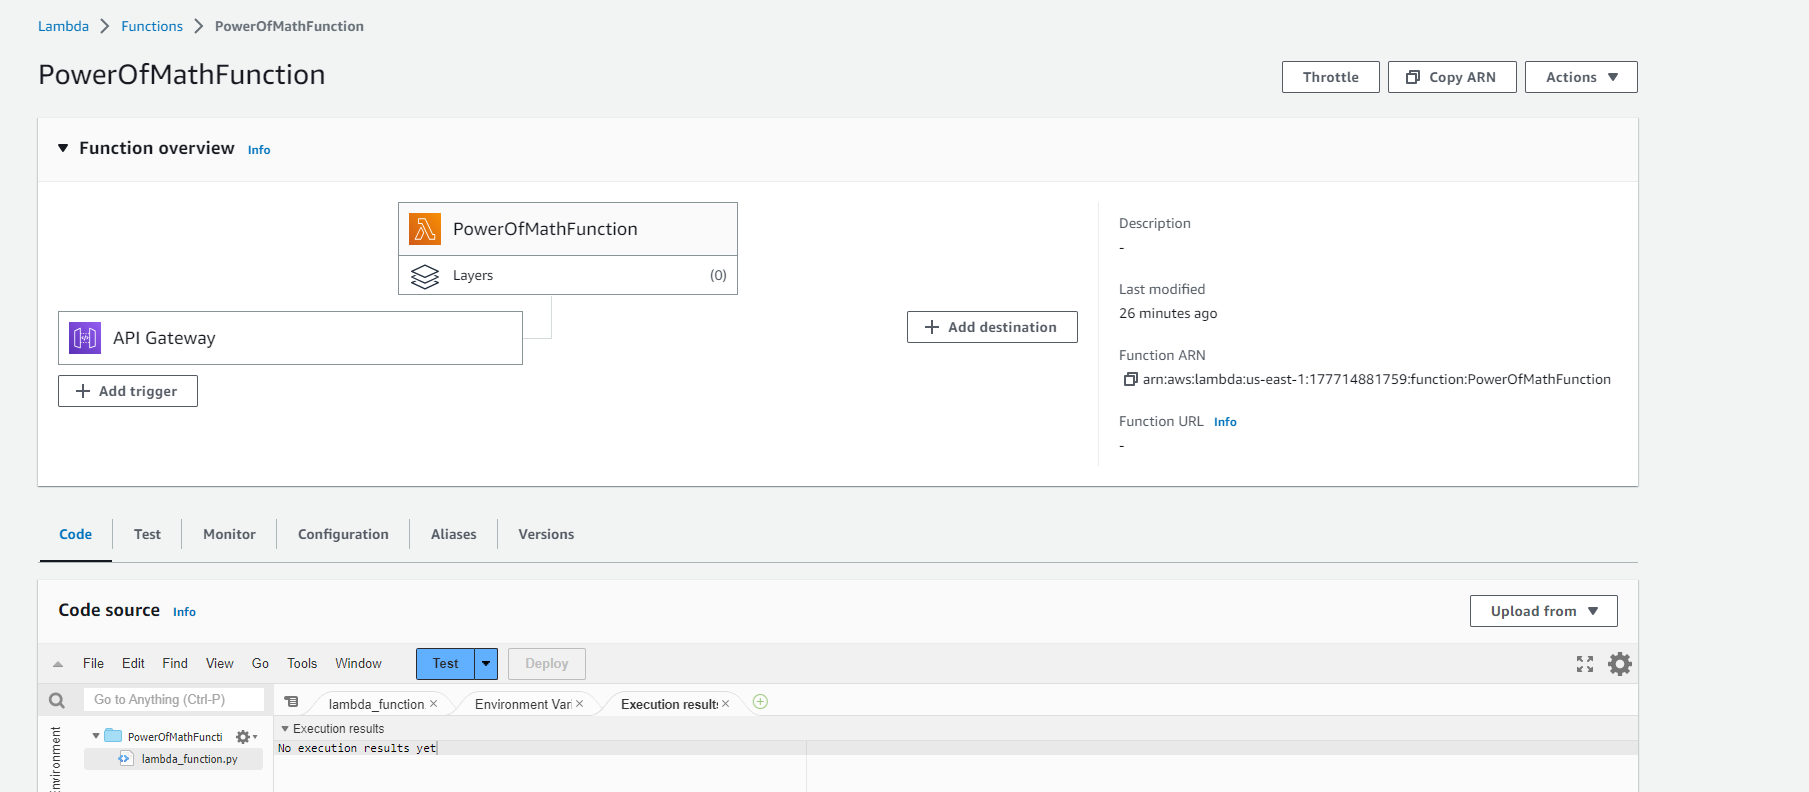 Lambda > Functions > PowerOfMathFunction
PowerOfMathFunction
Throttle Copy ARN Actions
Function overview Info
PowerOfMathFunction
Layers (0)
API Gateway
+ Add trigger
+ Add destination
Description
-
Last modified
26 minutes ago
Function ARN
arn:aws:lambda:us-east-1:177714881759:function:PowerOfMathFunction
Function URL Info
-
Code Test Monitor Configuration Aliases Versions
Code source Info
Upload from
File Edit Find View Go Tools Window Test Deploy
Go to Anything (Ctrl-P)
lambda_function × Environment Vari × Execution results ×
Environment
PowerOfMathFuncti
lambda_function.py
Execution results
No execution results yet